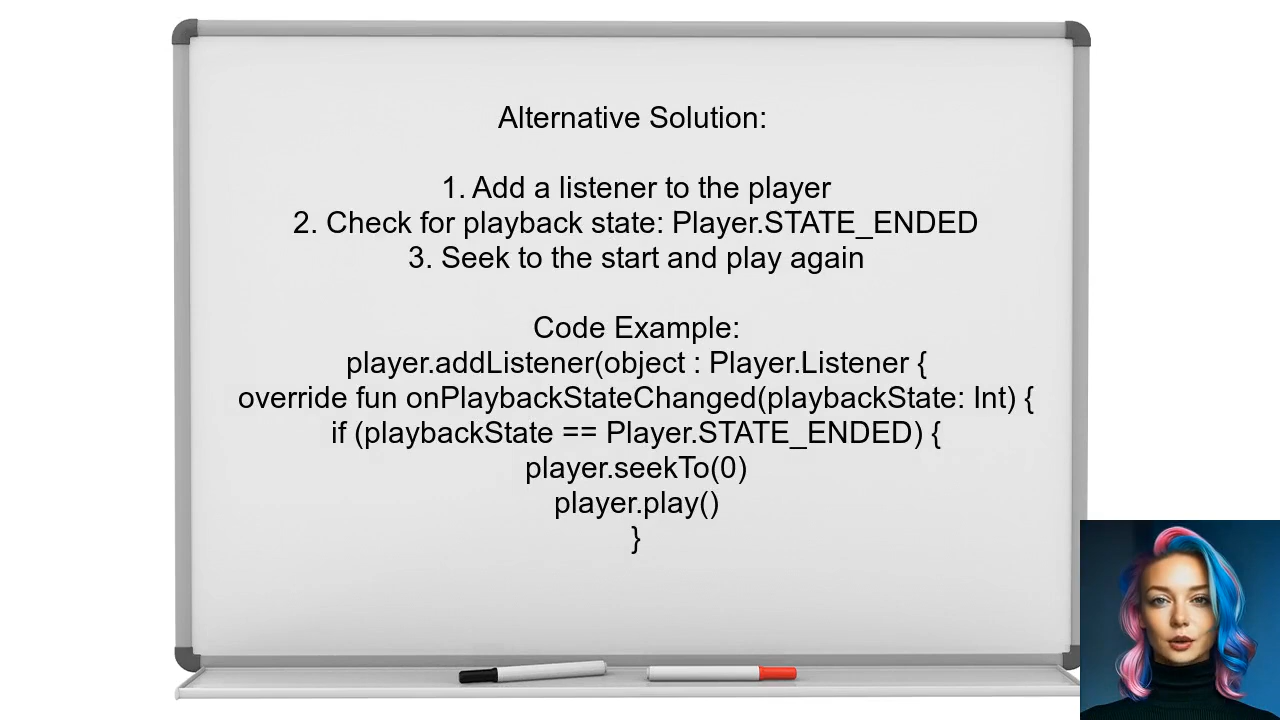 Alternative Solution:
1. Add a listener to the player
2. Check for playback state: Player.STATE_ENDED
3. Seek to the start and play again
Code Example:
player.addListener(object : Player.Listener {
override fun onPlaybackStateChanged(playbackState: Int) {
if (playbackState == Player.STATE_ENDED) {
player.seekTo(0)
player.play()
}